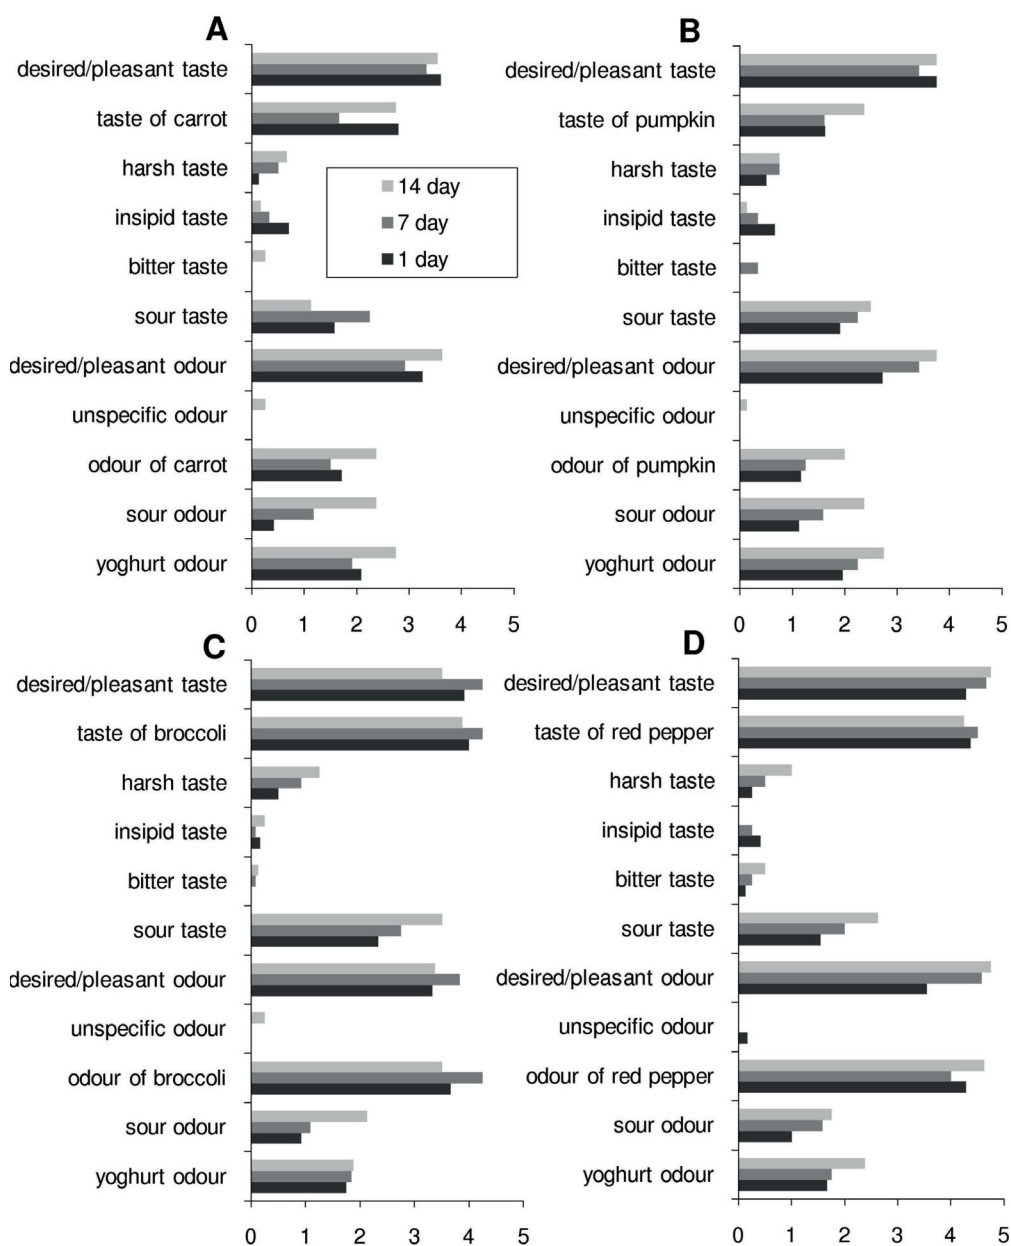 A
desired/pleasant taste
taste of carrot
harsh taste
insipid taste
bitter taste
sour taste
desired/pleasant odour
unspecific odour
odour of carrot
sour odour
yoghurt odour
0 1 2 3 4 5
14 day
7 day
1 day
B
desired/pleasant taste
taste of pumpkin
harsh taste
insipid taste
bitter taste
sour taste
desired/pleasant odour
unspecific odour
odour of pumpkin
sour odour
yoghurt odour
0 1 2 3 4 5
C
desired/pleasant taste
taste of broccoli
harsh taste
insipid taste
bitter taste
sour taste
desired/pleasant odour
unspecific odour
odour of broccoli
sour odour
yoghurt odour
0 1 2 3 4 5
D
desired/pleasant taste
taste of red pepper
harsh taste
insipid taste
bitter taste
sour taste
desired/pleasant odour
unspecific odour
odour of red pepper
sour odour
yoghurt odour
0 1 2 3 4 5